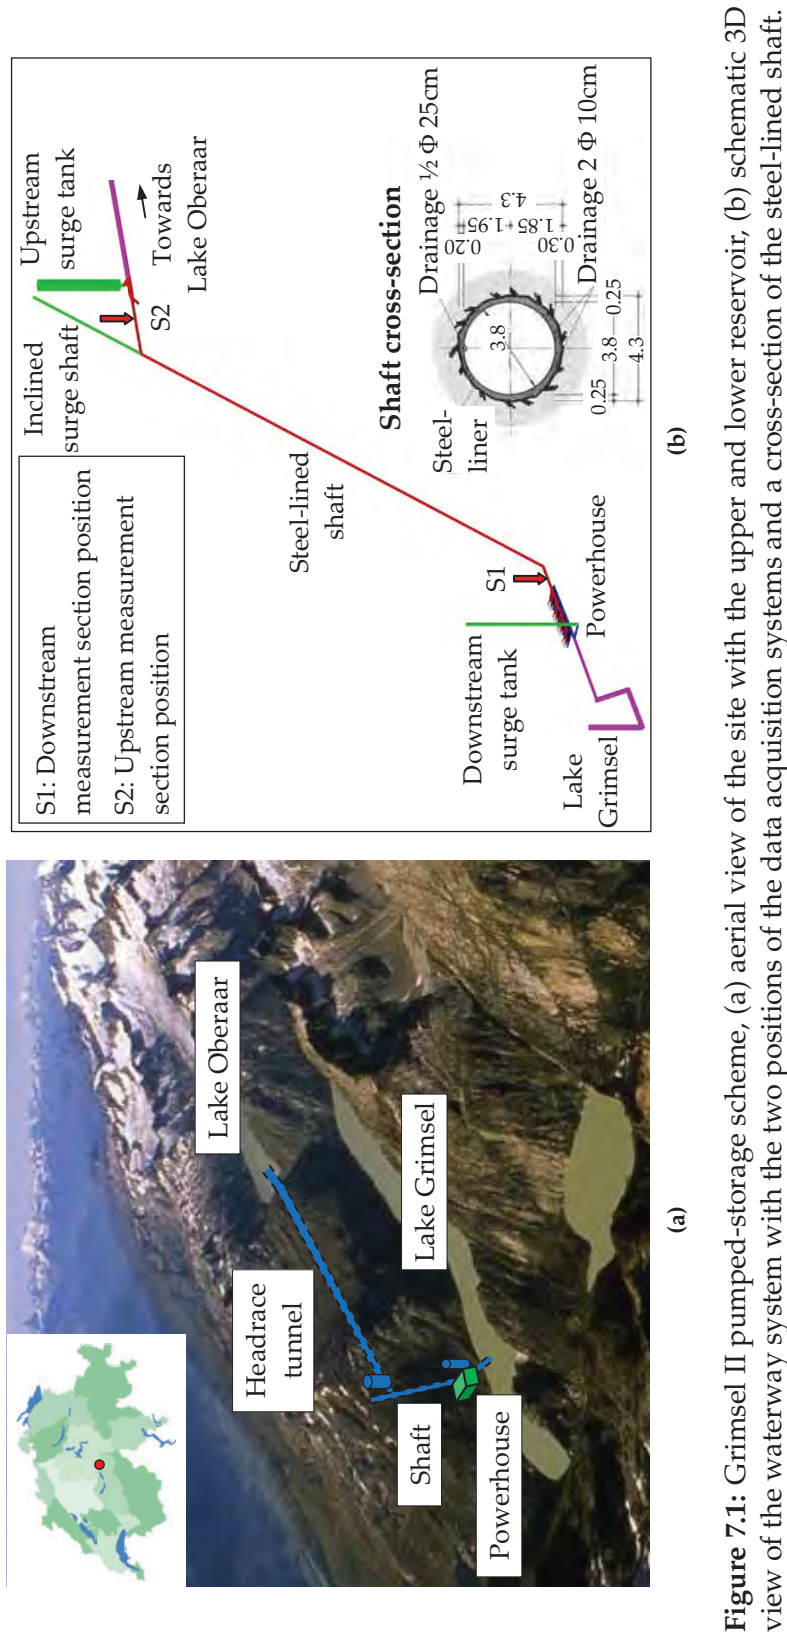 Lake Oberaar
Headrace
tunnel
Lake Grimsel
Shaft
Powerhouse
(a)
S1: Downstream
measurement section position
S2: Upstream measurement
section position
Inclined
surge shaft
Upstream
surge tank
S2
Towards
Lake Oberaar
Steel-lined
shaft
S1
Downstream
surge tank
Powerhouse
Lake
Grimsel
Shaft cross-section
Drainage ½ Φ 25cm
Steel-
liner
3.8
0.20
1.95
1.85
0.30
4.3
0.25
3.8
0.25
4.3
Drainage 2 Φ 10cm
(b)
Figure 7.1: Grimsel II pumped-storage scheme, (a) aerial view of the site with the upper and lower reservoir, (b) schematic 3D
view of the waterway system with the two positions of the data acquisition systems and a cross-section of the steel-lined shaft.